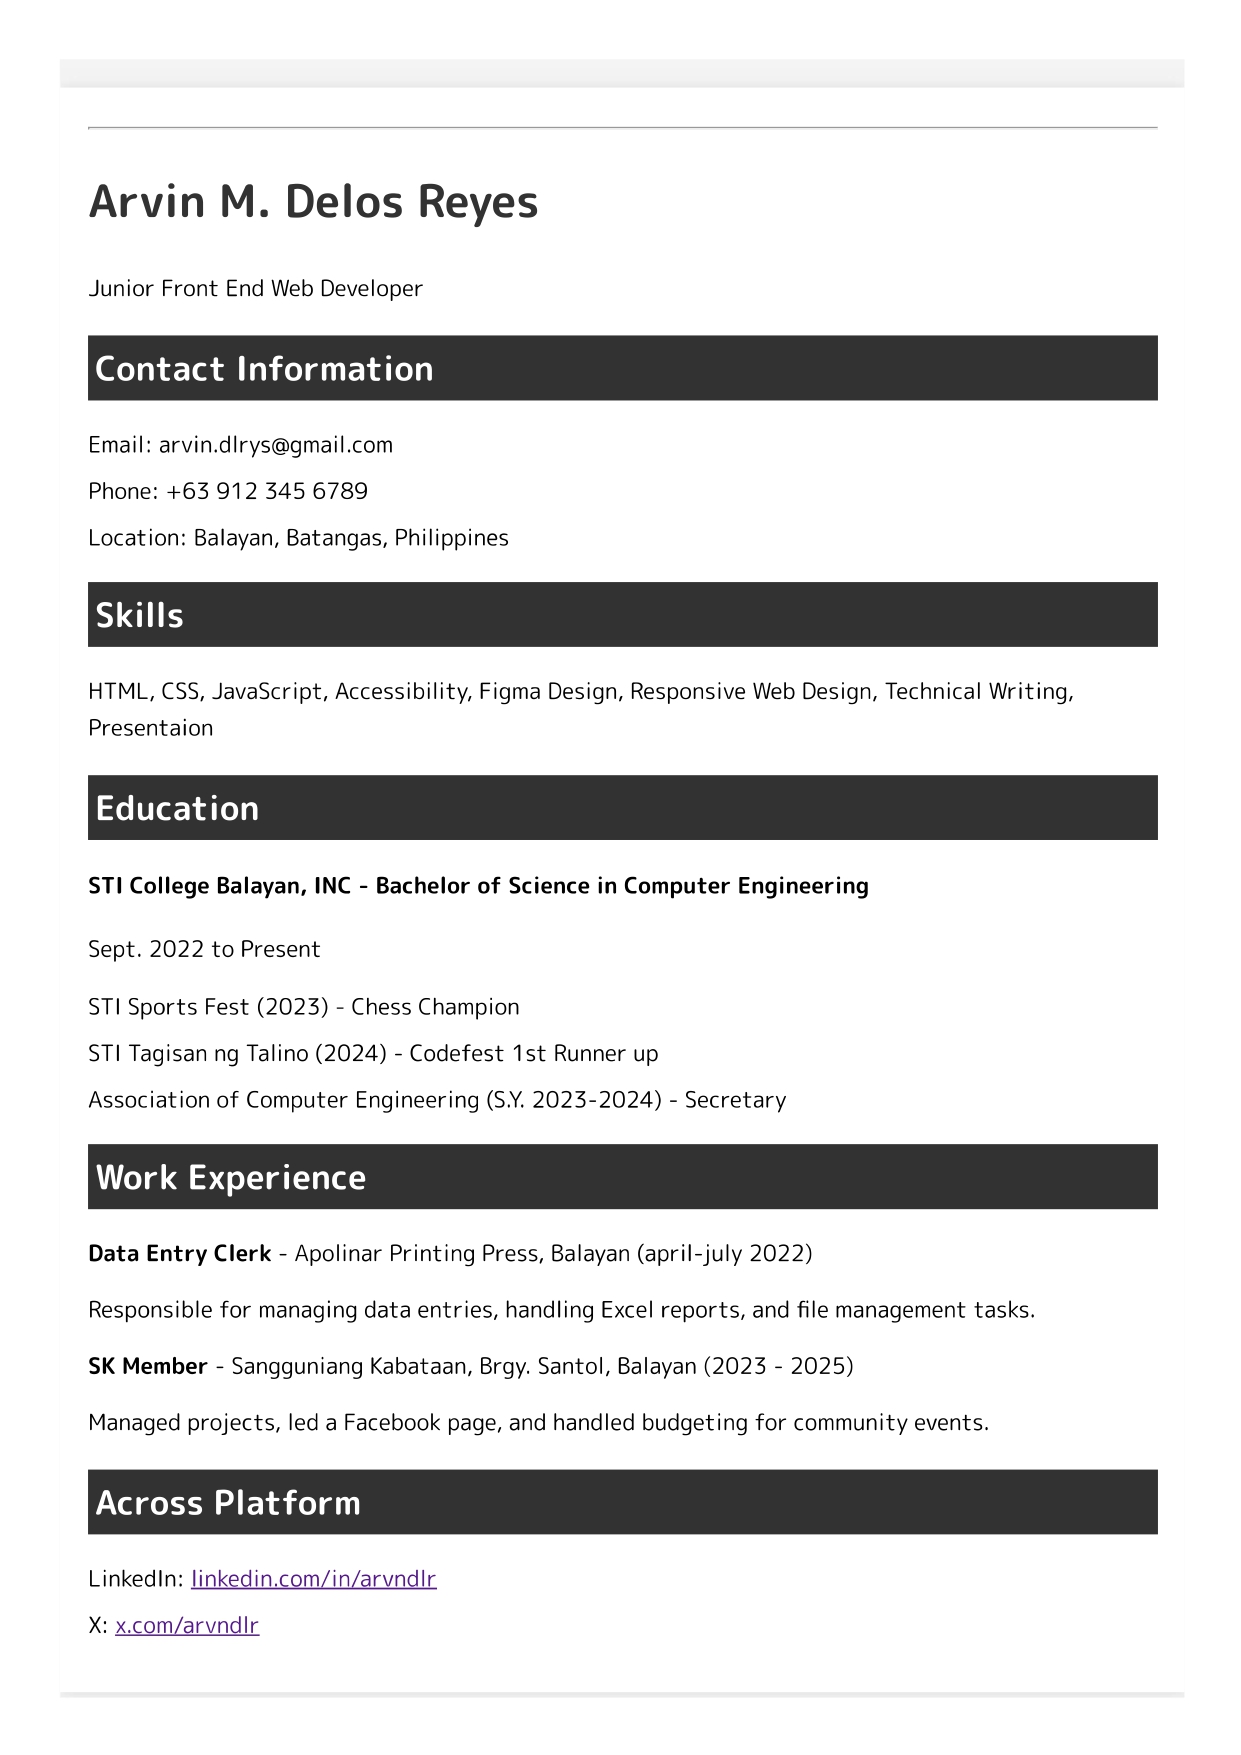 Arvin M. Delos Reyes
Junior Front End Web Developer
Contact Information
Email: arvin.dlrys@gmail.com
Phone: +63 912 345 6789
Location: Balayan, Batangas, Philippines
Skills
HTML, CSS, JavaScript, Accessibility, Figma Design, Responsive Web Design, Technical Writing,
Presentaion
Education
STI College Balayan, INC - Bachelor of Science in Computer Engineering
Sept. 2022 to Present
STI Sports Fest (2023) - Chess Champion
STI Tagisan ng Talino (2024) - Codefest 1st Runner up
Association of Computer Engineering (S.Y. 2023-2024) - Secretary
Work Experience
Data Entry Clerk - Apolinar Printing Press, Balayan (april-july 2022)
Responsible for managing data entries, handling Excel reports, and file management tasks.
SK Member - Sangguniang Kabataan, Brgy. Santol, Balayan (2023 - 2025)
Managed projects, led a Facebook page, and handled budgeting for community events.
Across Platform
LinkedIn: linkedin.com/in/arvndlr
X: x.com/arvndlr